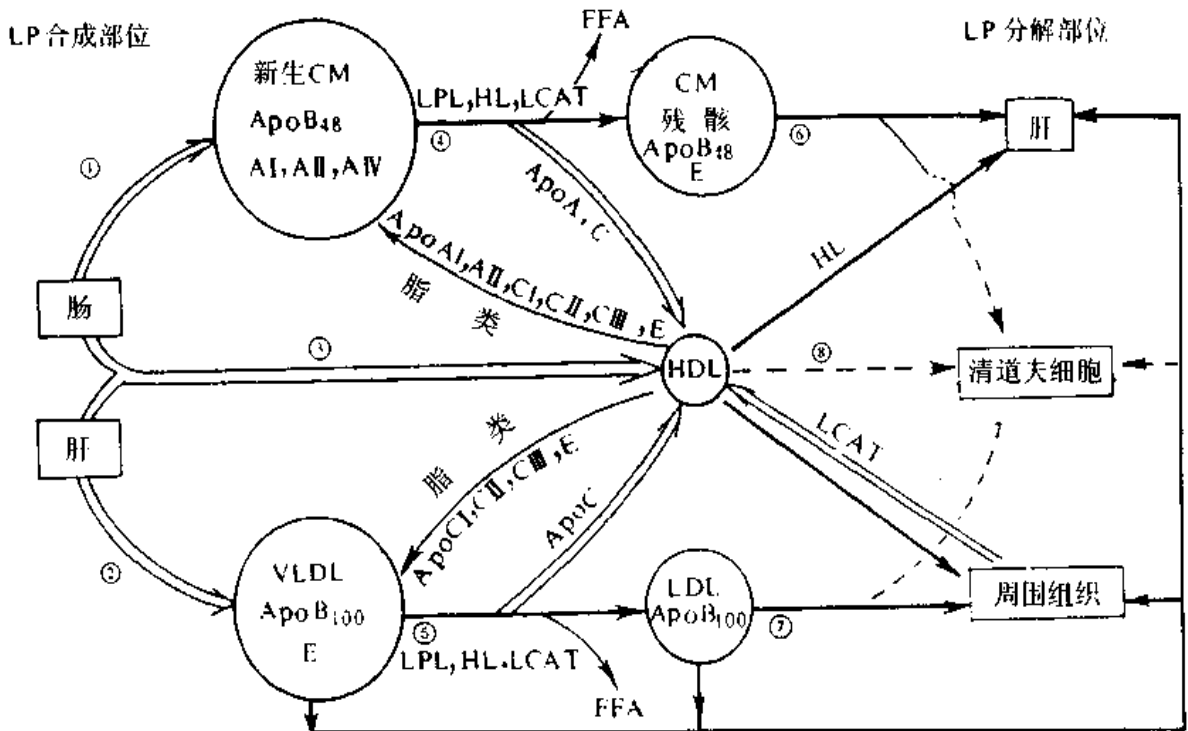 LP合成部位
FFA
LP分解部位
新生CM
ApoB₄₈
AⅠ,AⅡ,AⅣ
LPL,HL,LCAT
④
CM
残骸
ApoB₄₈
E
⑥
肝
①
ApoA,C
ApoAⅠ,AⅡ,CⅠ,CⅡ,CⅢ,E
脂类
HL
肠
③
HDL
⑧
清道夫细胞
肝
脂类
ApoCⅠ,CⅡ,CⅢ,E
ApoC
LCAT
②
VLDL
ApoB₁₀₀
E
⑤
LPL,HL.LCAT
FFA
LDL
ApoB₁₀₀
⑦
周围组织